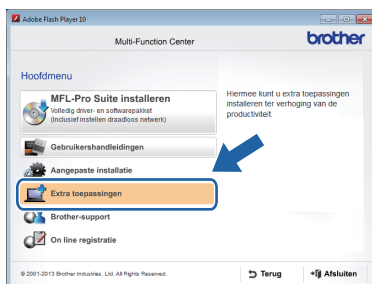 Adobe Flash Player 10
Multi-Function Center
brother
Hoofdmenu
MFL-Pro Suite installeren
Volledig driver- en softwarepakket
(Inclusief instellen draadloos netwerk)
Gebruikershandleidingen
Aangepaste installatie
Extra toepassingen
Brother-support
On line registratie
Hiermee kunt u extra toepassingen
installeren ter verhoging van de
productiviteit.
© 2001-2013 Brother Industries, Ltd. All Rights Reserved.
Terug
Afsluiten